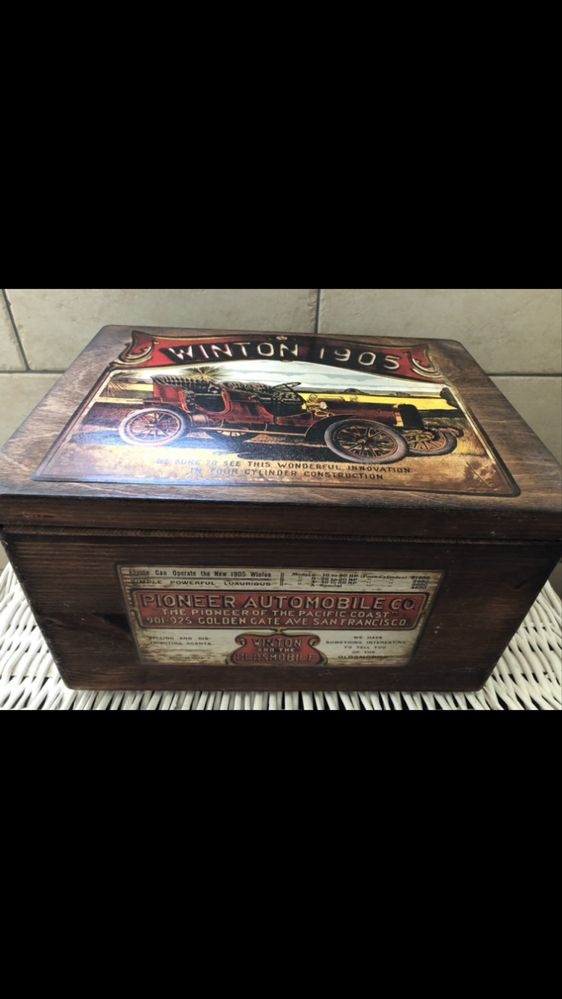 WINTON 1905
BE SURE TO SEE THIS WONDERFUL INNOVATION
IN FOUR CYLINDER CONSTRUCTION
Can Operate the New 1905 Winton
SIMPLE POWERFUL LUXURIOUS
PIONEER AUTOMOBILE CO.
THE PIONEER OF THE PACIFIC COAST
901-925 GOLDEN GATE AVE SAN FRANCISCO
SELLING AND DIS-
TRIBUTING AGENTS
WINTON
AND THE
OLDSMOBILE
WE HAVE
SOMETHING INTERESTING
TO TELL YOU
OF THE
OLDSMOBILE